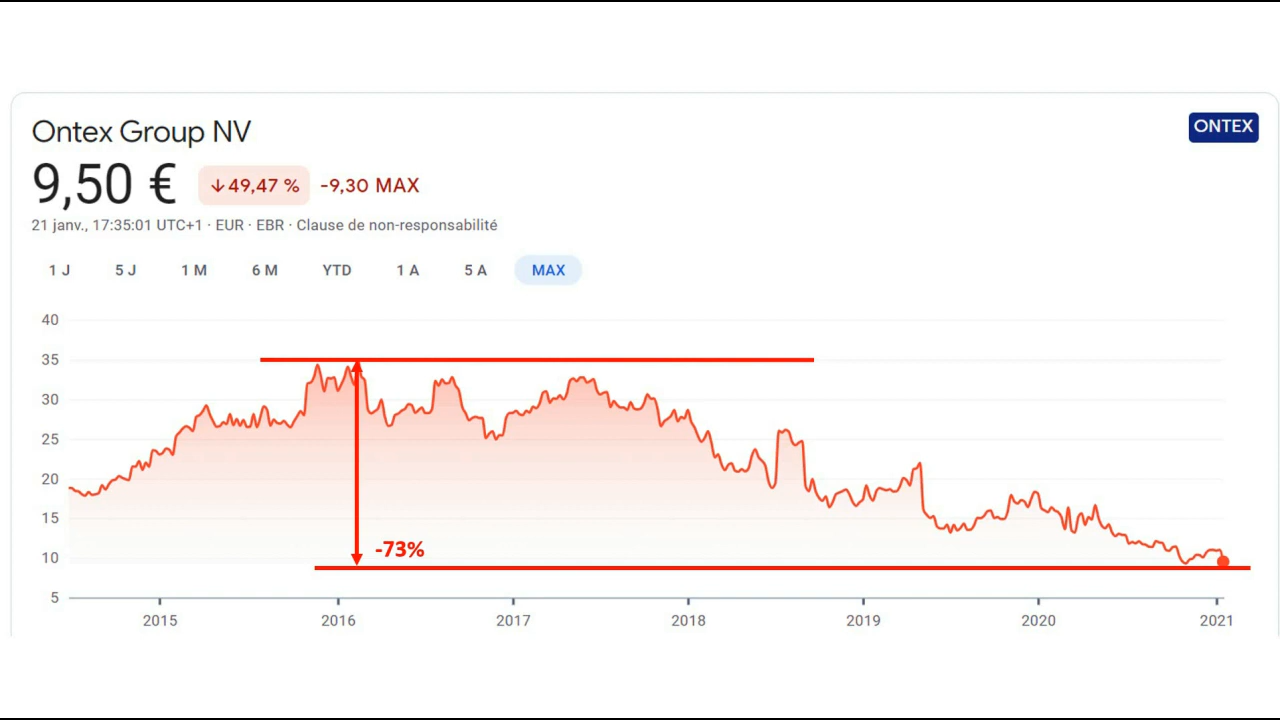 Ontex Group NV
ONTEX
9,50 €
↓49,47 % -9,30 MAX
21 janv., 17:35:01 UTC+1 · EUR · EBR · Clause de non-responsabilité
1 J 5 J 1 M 6 M YTD 1 A 5 A MAX
40
35
30
25
20
15
10
-73%
5
2015 2016 2017 2018 2019 2020 2021